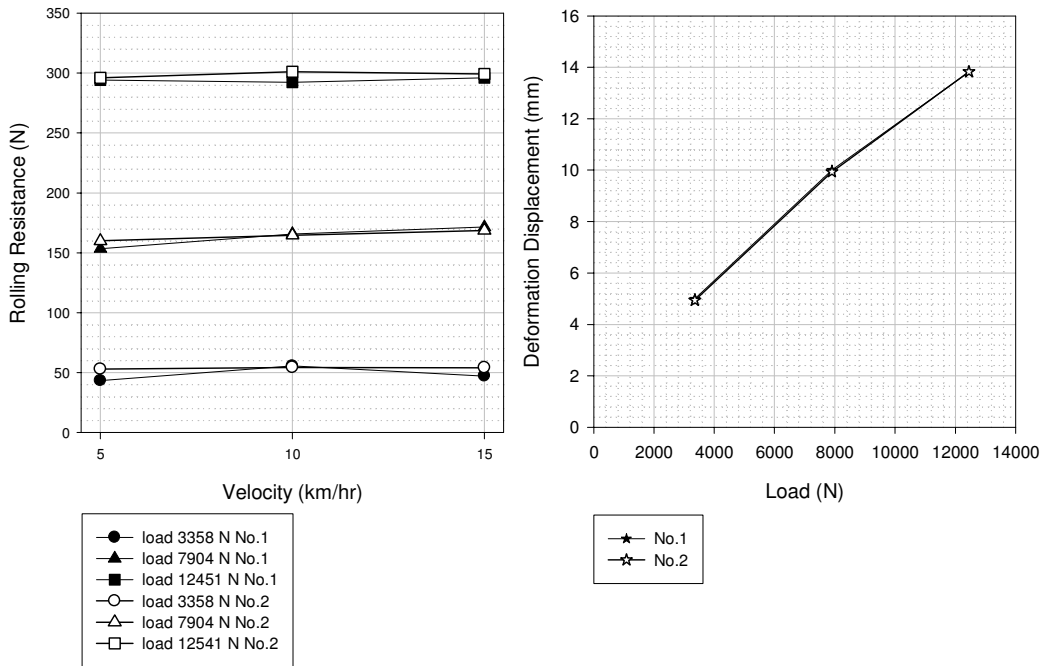 350
300
250
200
150
100
50
0
Rolling Resistance (N)
5 10 15
Velocity (km/hr)
load 3358 N No.1
load 7904 N No.1
load 12451 N No.1
load 3358 N No.2
load 7904 N No.2
load 12541 N No.2
16
14
12
10
8
6
4
2
0
Deformation Displacement (mm)
0 2000 4000 6000 8000 10000 12000 14000
Load (N)
No.1
No.2